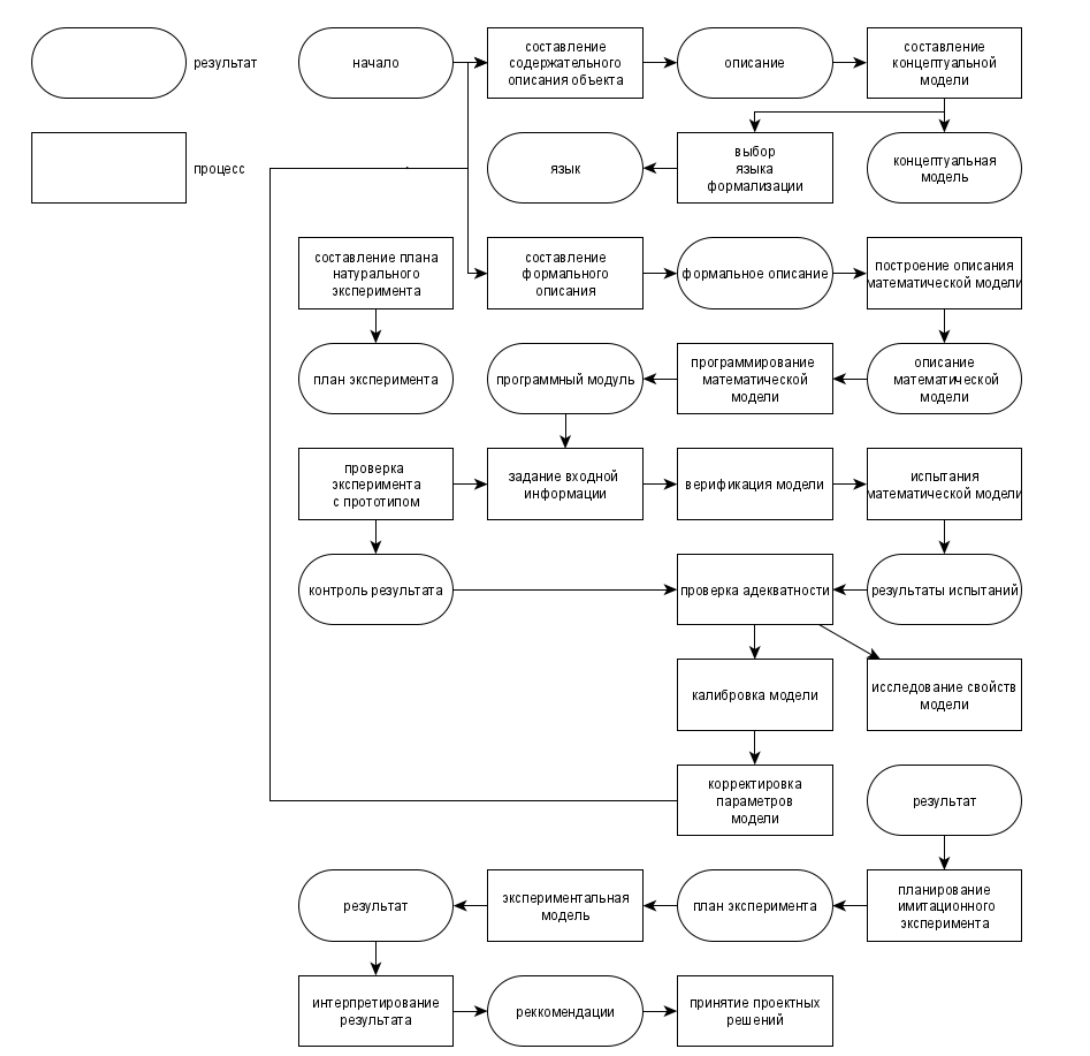 результат
начало
составление
содержательного
описания объекта
описание
составление
концептуальной
модели
процесс
язык
выбор
языка
формализации
концептуальная
модель
составление плана
натурального
эксперимента
составление
формального
описания
формальное описание
построение описания
математической модели
план эксперимента
программный модуль
программирование
математической
модели
описание
математической
модели
проверка
эксперимента
с прототипом
задание входной
информации
верификация модели
испытания
математической модели
контроль результата
проверка адекватности
результаты испытаний
калибровка модели
исследование свойств
модели
корректировка
параметров
модели
результат
результат
экспериментальная
модель
план эксперимента
планирование
имитационного
эксперимента
интерпретирование
результата
реккомендации
принятие проектных
решений